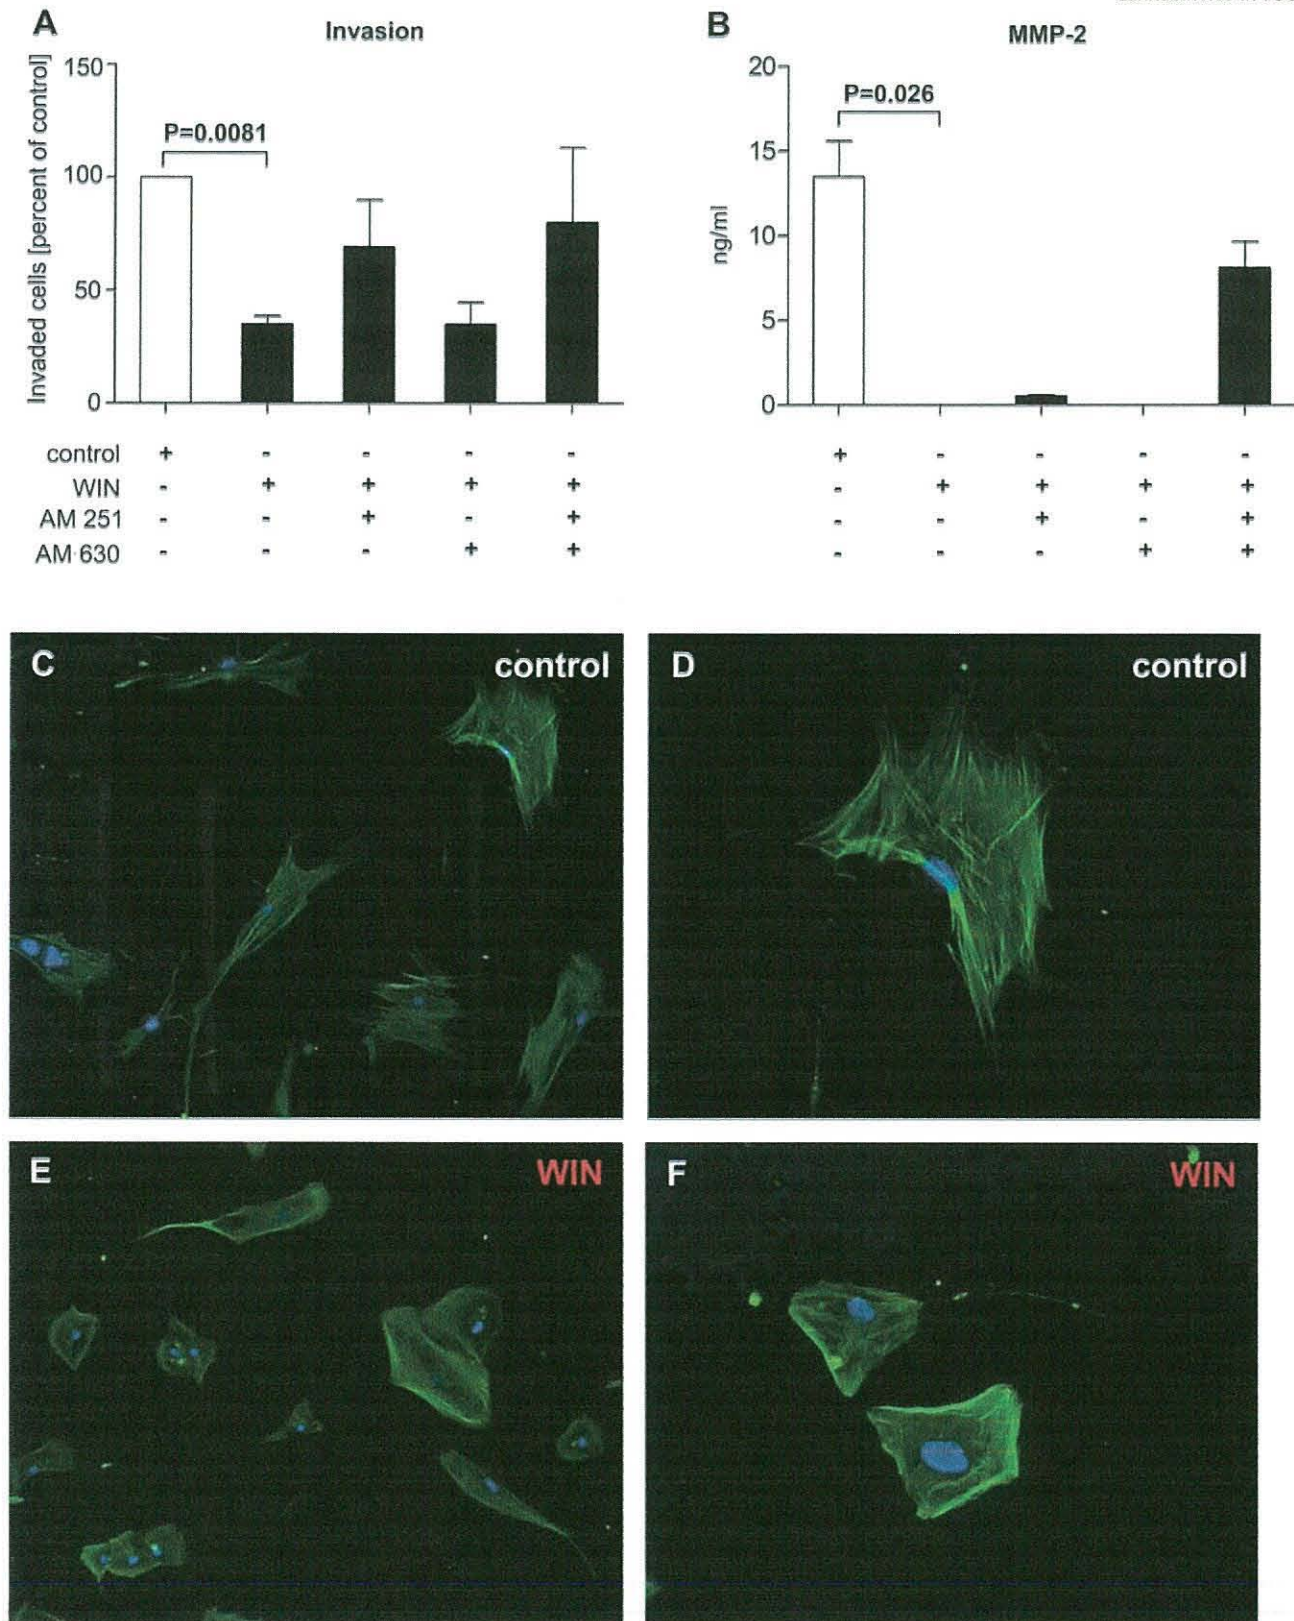 A
Invasion
B
MMP-2
Invaded cells [percent of control]
150
100
50
0
P=0.0081
ng/ml
20
15
10
5
0
P=0.026
control + - - - - + - - - -
WIN - + + + + - + + + +
AM 251 - - + - + - - + - +
AM 630 - - - + + - - - + +
C control
D control
E WIN
F WIN